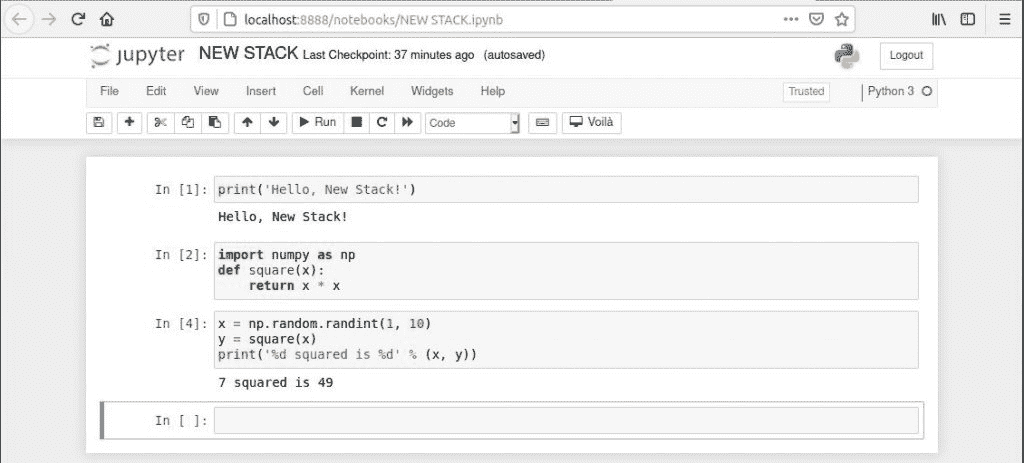 localhost:8888/notebooks/NEW STACK.ipynb
jupyter NEW STACK Last Checkpoint: 37 minutes ago (autosaved)
Logout
File Edit View Insert Cell Kernel Widgets Help Trusted Python 3
Run Code Voilà
In [1]: print('Hello, New Stack!')
Hello, New Stack!
In [2]: import numpy as np
def square(x):
    return x * x
In [4]: x = np.random.randint(1, 10)
y = square(x)
print('%d squared is %d' % (x, y))
7 squared is 49
In [ ]: